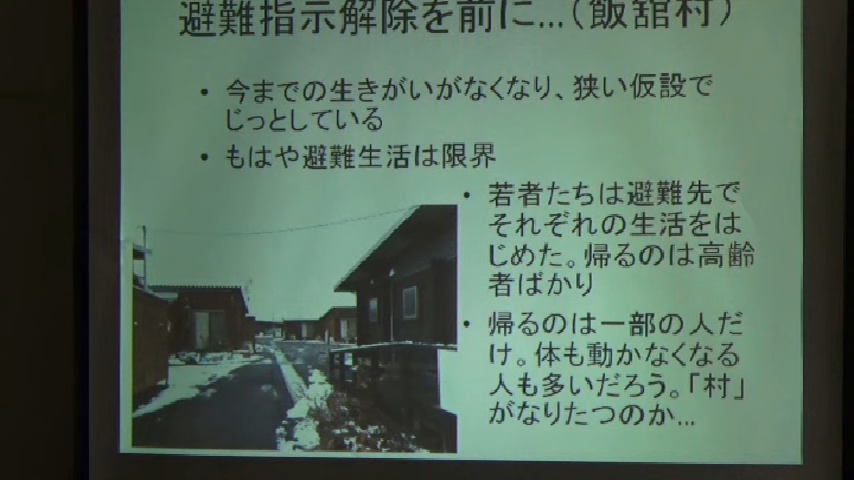 避難指示解除を前に…（飯舘村）
• 今までの生きがいがなくなり、狭い仮設で
じっとしている
• もはや避難生活は限界
• 若者たちは避難先で
それぞれの生活をは
じめた。帰るのは高齢
者ばかり
• 帰るのは一部の人だ
け。体も動かなくなる
人も多いだろう。「村」
がなりたつのか…